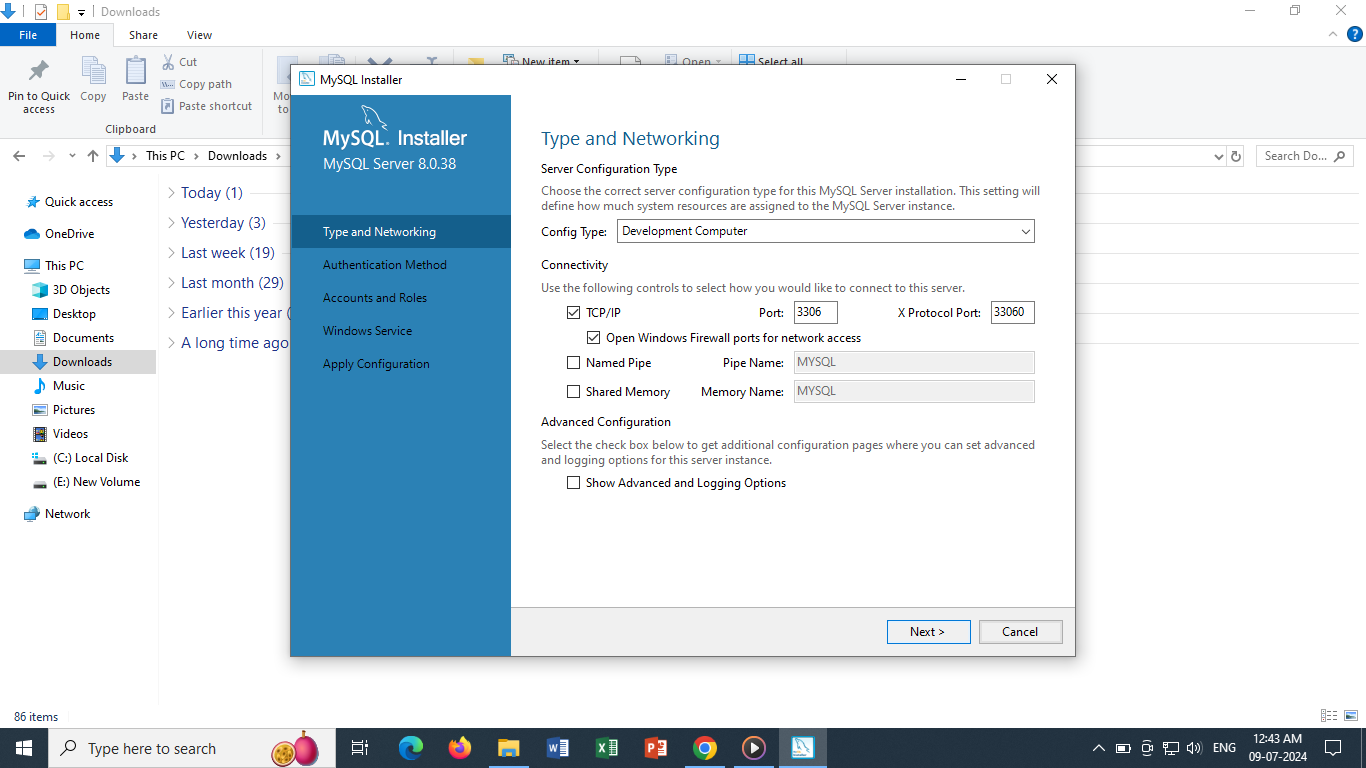 Downloads
File Home Share View
Pin to Quick access
Copy
Paste
Cut
Copy path
Paste shortcut
Clipboard
New item
Open
Select all
This PC Downloads
Search Do...
Quick access
OneDrive
This PC
3D Objects
Desktop
Documents
Downloads
Music
Pictures
Videos
(C:) Local Disk
(E:) New Volume
Network
Today (1)
Yesterday (3)
Last week (19)
Last month (29)
Earlier this year (
A long time ago
MySQL Installer
MySQL. Installer
MySQL Server 8.0.38
Type and Networking
Authentication Method
Accounts and Roles
Windows Service
Apply Configuration
Type and Networking
Server Configuration Type
Choose the correct server configuration type for this MySQL Server installation. This setting will
define how much system resources are assigned to the MySQL Server instance.
Config Type: Development Computer
Connectivity
Use the following controls to select how you would like to connect to this server.
TCP/IP Port: 3306 X Protocol Port: 33060
Open Windows Firewall ports for network access
Named Pipe Pipe Name: MYSQL
Shared Memory Memory Name: MYSQL
Advanced Configuration
Select the check box below to get additional configuration pages where you can set advanced
and logging options for this server instance.
Show Advanced and Logging Options
Next > Cancel
86 items
Type here to search
ENG
12:43 AM
09-07-2024